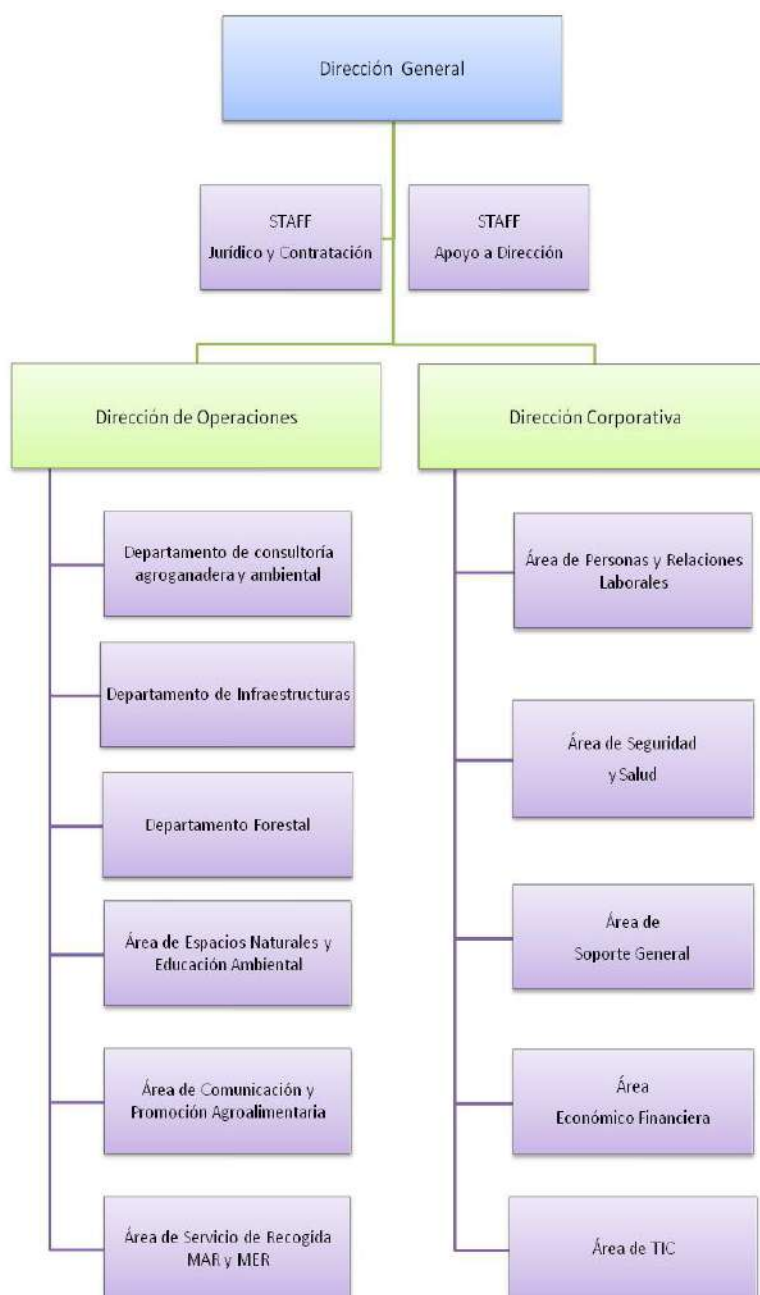 Dirección General
STAFF
Jurídico y Contratación
STAFF
Apoyo a Dirección
Dirección de Operaciones
Dirección Corporativa
Departamento de consultoría
agroganadera y ambiental
Departamento de Infraestructuras
Departamento Forestal
Área de Espacios Naturales y
Educación Ambiental
Área de Comunicación y
Promoción Agroalimentaria
Área de Servicio de Recogida
MAR y MER
Área de Personas y Relaciones
Laborales
Área de Seguridad
y Salud
Área de
Soporte General
Área
Económico Financiera
Área de TIC